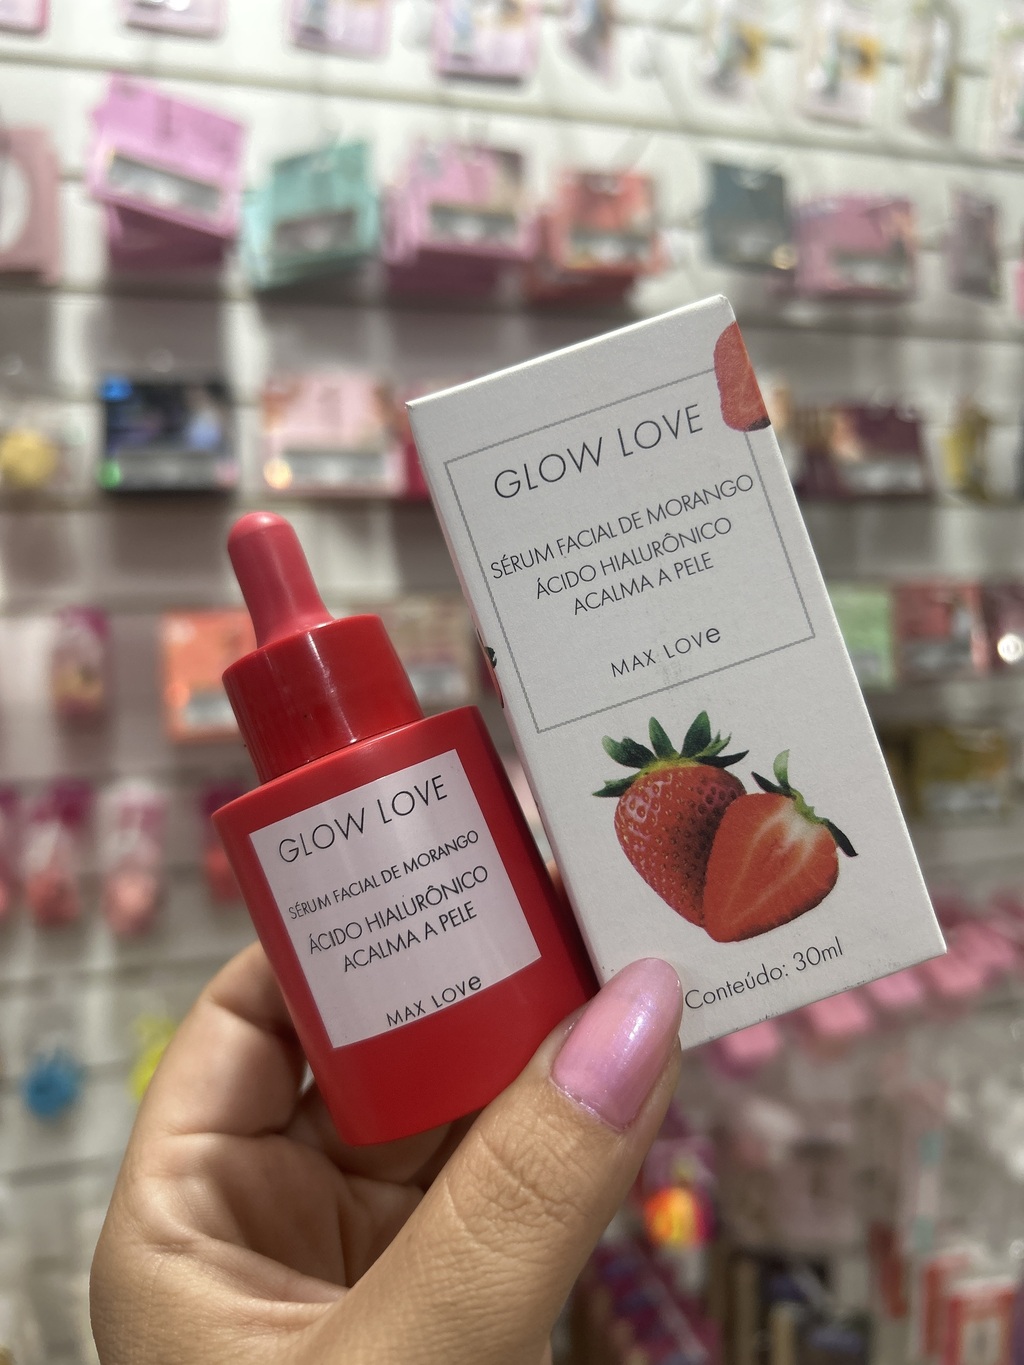 GLOW LOVE
SÉRUM FACIAL DE MORANGO
ÁCIDO HIALURÔNICO
ACALMA A PELE
MAX LOVe
Conteúdo: 30ml
GLOW LOVE
SÉRUM FACIAL DE MORANGO
ÁCIDO HIALURÔNICO
ACALMA A PELE
MAX LOVe